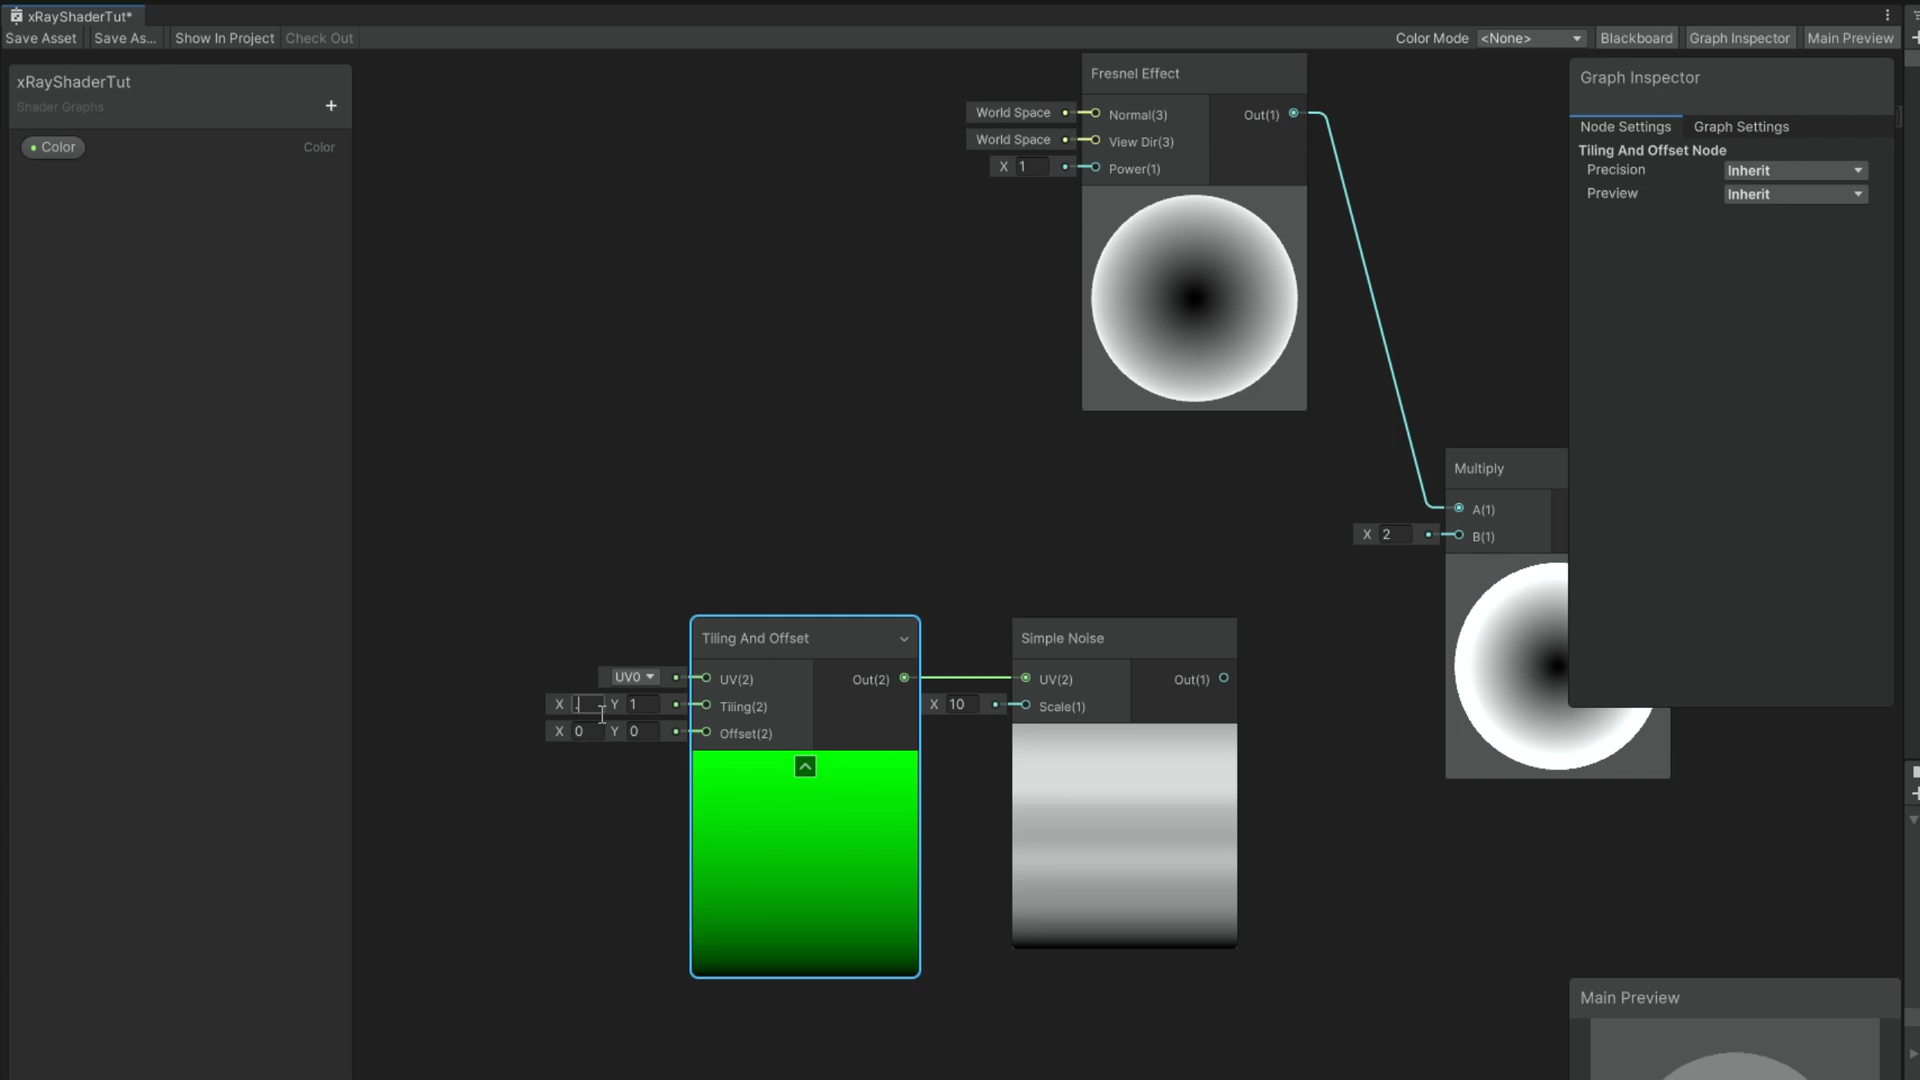 xRayShaderTut*
Save Asset Save As... Show In Project Check Out
Color Mode <None> Blackboard Graph Inspector Main Preview
xRayShaderTut
Shader Graphs
+
Color Color
Fresnel Effect
World Space Normal(3) Out(1)
World Space View Dir(3)
X 1 Power(1)
Graph Inspector
Node Settings Graph Settings
Tiling And Offset Node
Precision Inherit
Preview Inherit
Multiply
A(1)
X 2 B(1)
Tiling And Offset
UV0 UV(2) Out(2)
X . Y 1 Tiling(2)
X 0 Y 0 Offset(2)
Simple Noise
UV(2) Out(1)
X 10 Scale(1)
Main Preview